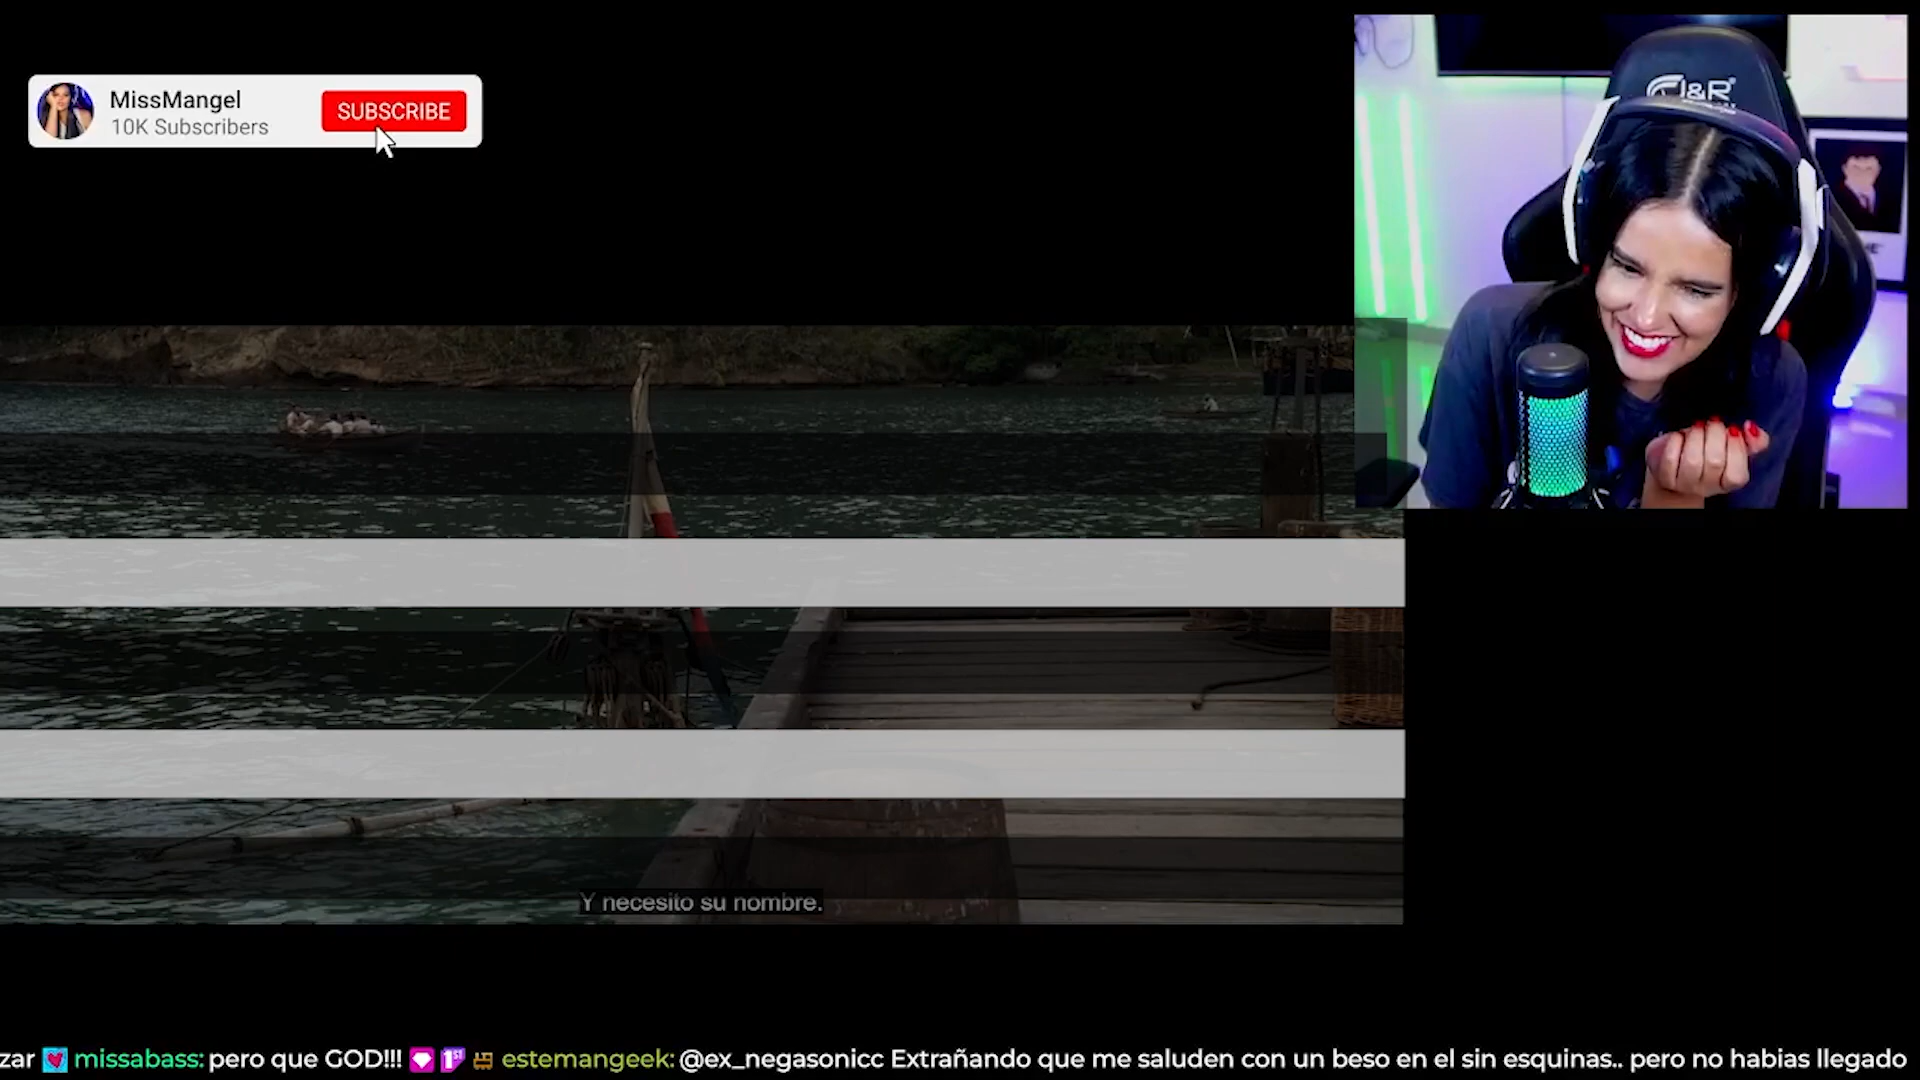 MissMangel
10K Subscribers
SUBSCRIBE
J&R
Y necesito su nombre.
zar missabass: pero que GOD!!! 1ST estemangeek: @ex_negasonicc Extrañando que me saluden con un beso en el sin esquinas.. pero no habias llegado